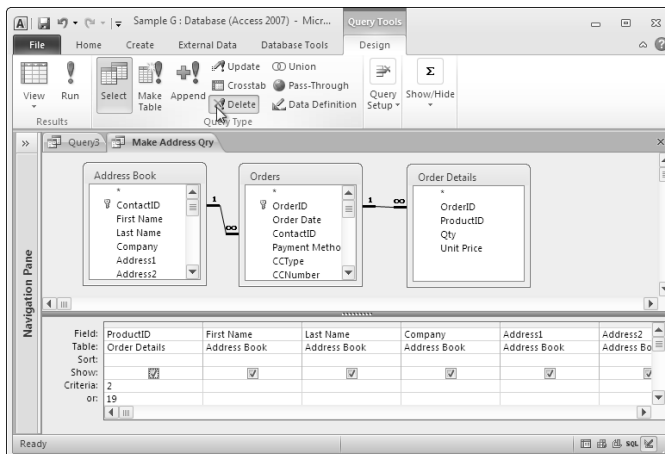 A Sample G : Database (Access 2007) - Micr... Query Tools
File Home Create External Data Database Tools Design
View Run Select Make Table Append Update Crosstab Delete Union Pass-Through Data Definition Query Setup Show/Hide
Results Query Type
» Query3 Make Address Qry
Navigation Pane
Address Book
*
ContactID
First Name
Last Name
Company
Address1
Address2
1 ∞
Orders
*
OrderID
Order Date
ContactID
Payment Metho
CCType
CCNumber
1 ∞
Order Details
*
OrderID
ProductID
Qty
Unit Price
Field: ProductID First Name Last Name Company Address1 Address2
Table: Order Details Address Book Address Book Address Book Address Book Address Bo
Sort:
Show:
Criteria: 2
or: 19
Ready SQL